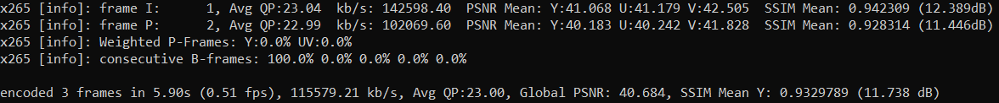 x265 [info]: frame I:      1, Avg QP:23.04  kb/s: 142598.40  PSNR Mean: Y:41.068 U:41.179 V:42.505  SSIM Mean: 0.942309 (12.389dB)
x265 [info]: frame P:      2, Avg QP:22.99  kb/s: 102069.60  PSNR Mean: Y:40.183 U:40.242 V:41.828  SSIM Mean: 0.928314 (11.446dB)
x265 [info]: Weighted P-Frames: Y:0.0% UV:0.0%
x265 [info]: consecutive B-frames: 100.0% 0.0% 0.0% 0.0% 0.0%
encoded 3 frames in 5.90s (0.51 fps), 115579.21 kb/s, Avg QP:23.00, Global PSNR: 40.684, SSIM Mean Y: 0.9329789 (11.738 dB)